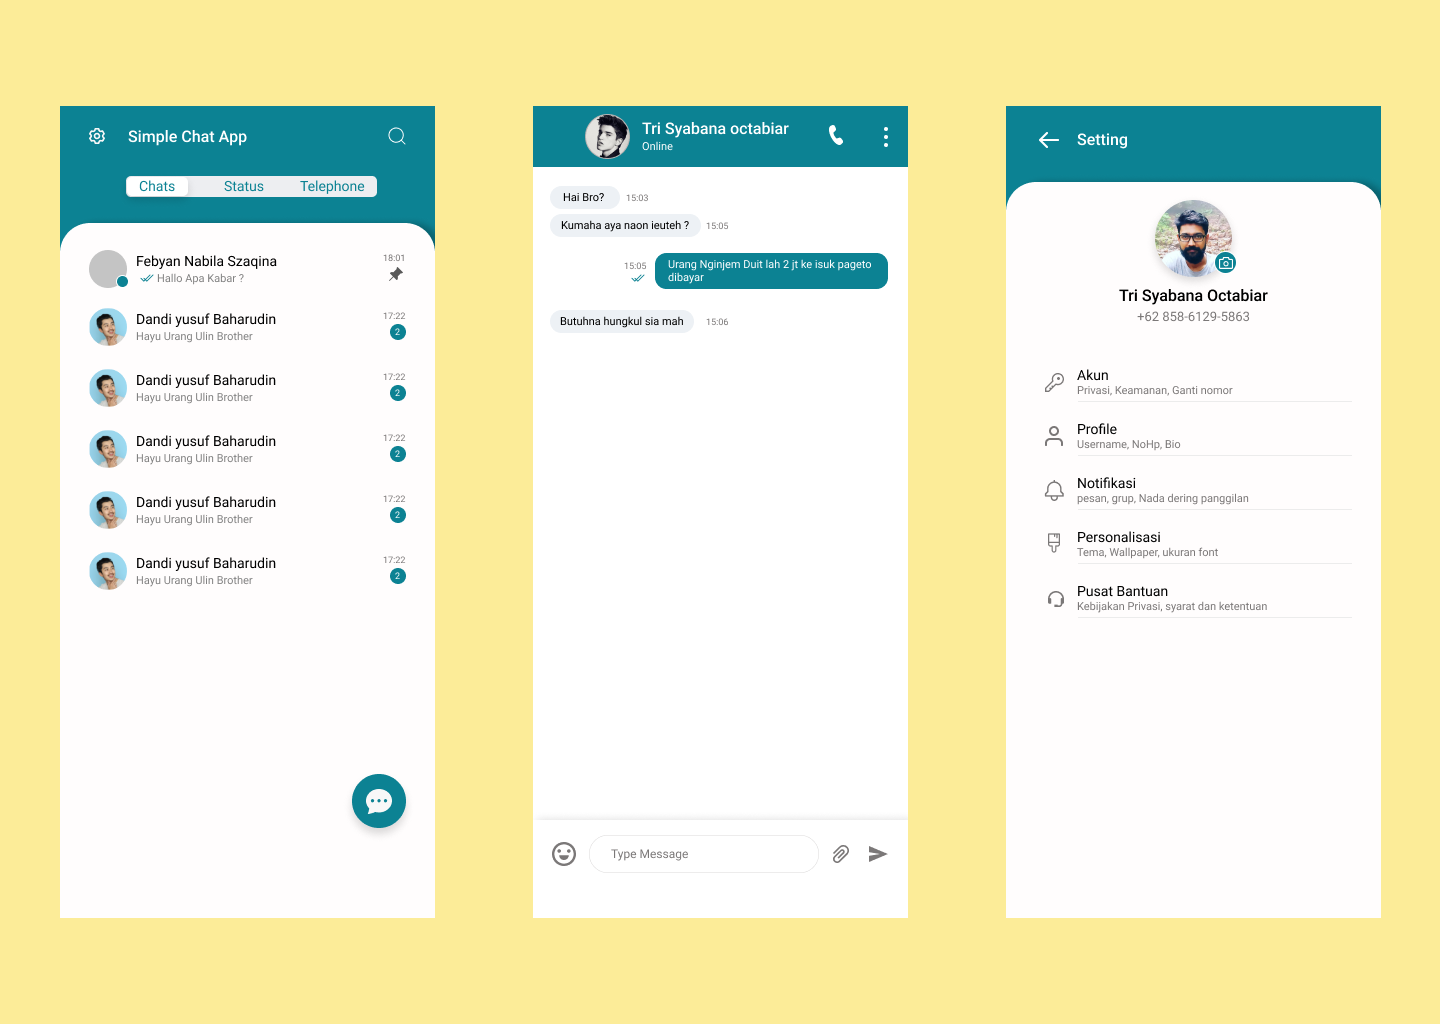 Simple Chat App
Chats Status Telephone
Febyan Nabila Szaqina 18:01
Hallo Apa Kabar ?
Dandi yusuf Baharudin 17:22
Hayu Urang Ulin Brother 2
Dandi yusuf Baharudin 17:22
Hayu Urang Ulin Brother 2
Dandi yusuf Baharudin 17:22
Hayu Urang Ulin Brother 2
Dandi yusuf Baharudin 17:22
Hayu Urang Ulin Brother 2
Dandi yusuf Baharudin 17:22
Hayu Urang Ulin Brother 2
Tri Syabana octabiar
Online
Hai Bro? 15:03
Kumaha aya naon ieuteh ? 15:05
15:05 Urang Nginjem Duit lah 2 jt ke isuk pageto
dibayar
Butuhna hungkul sia mah 15:06
Type Message
Setting
Tri Syabana Octabiar
+62 858-6129-5863
Akun
Privasi, Keamanan, Ganti nomor
Profile
Username, NoHp, Bio
Notifikasi
pesan, grup, Nada dering panggilan
Personalisasi
Tema, Wallpaper, ukuran font
Pusat Bantuan
Kebijakan Privasi, syarat dan ketentuan